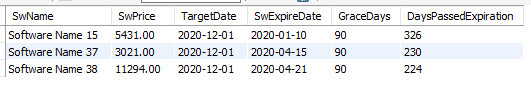 SwName SwPrice TargetDate SwExpireDate GraceDays DaysPassedExpiration
Software Name 15 5431.00 2020-12-01 2020-01-10 90 326
Software Name 37 3021.00 2020-12-01 2020-04-15 90 230
Software Name 38 11294.00 2020-12-01 2020-04-21 90 224